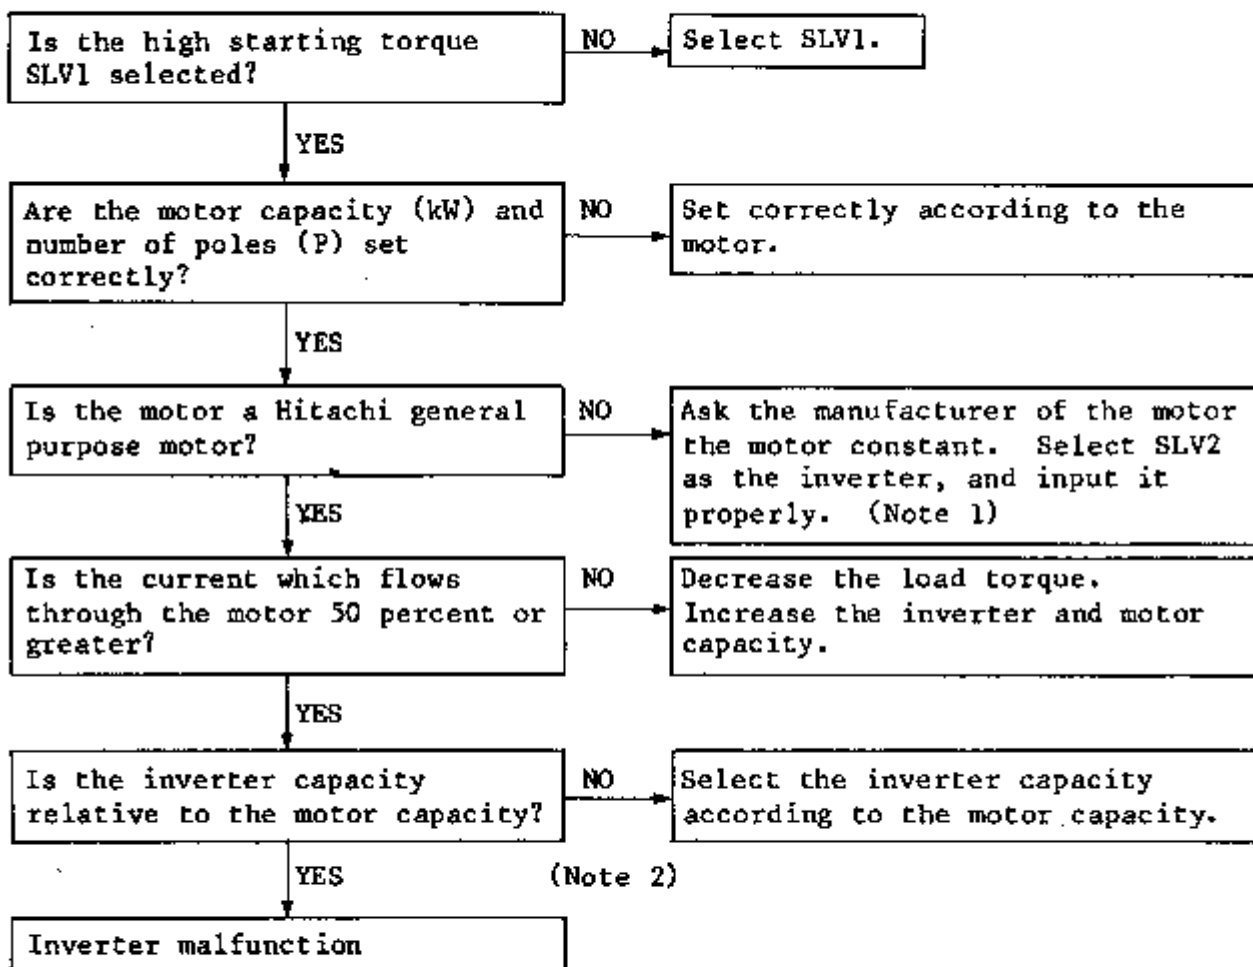 Is the high starting torque
SLV1 selected?
NO
Select SLV1.
YES
Are the motor capacity (kW) and
number of poles (P) set
correctly?
NO
Set correctly according to the
motor.
YES
Is the motor a Hitachi general
purpose motor?
NO
Ask the manufacturer of the motor
the motor constant. Select SLV2
as the inverter, and input it
properly. (Note 1)
YES
Is the current which flows
through the motor 50 percent or
greater?
NO
Decrease the load torque.
Increase the inverter and motor
capacity.
YES
Is the inverter capacity
relative to the motor capacity?
NO
Select the inverter capacity
according to the motor capacity.
YES
(Note 2)
Inverter malfunction